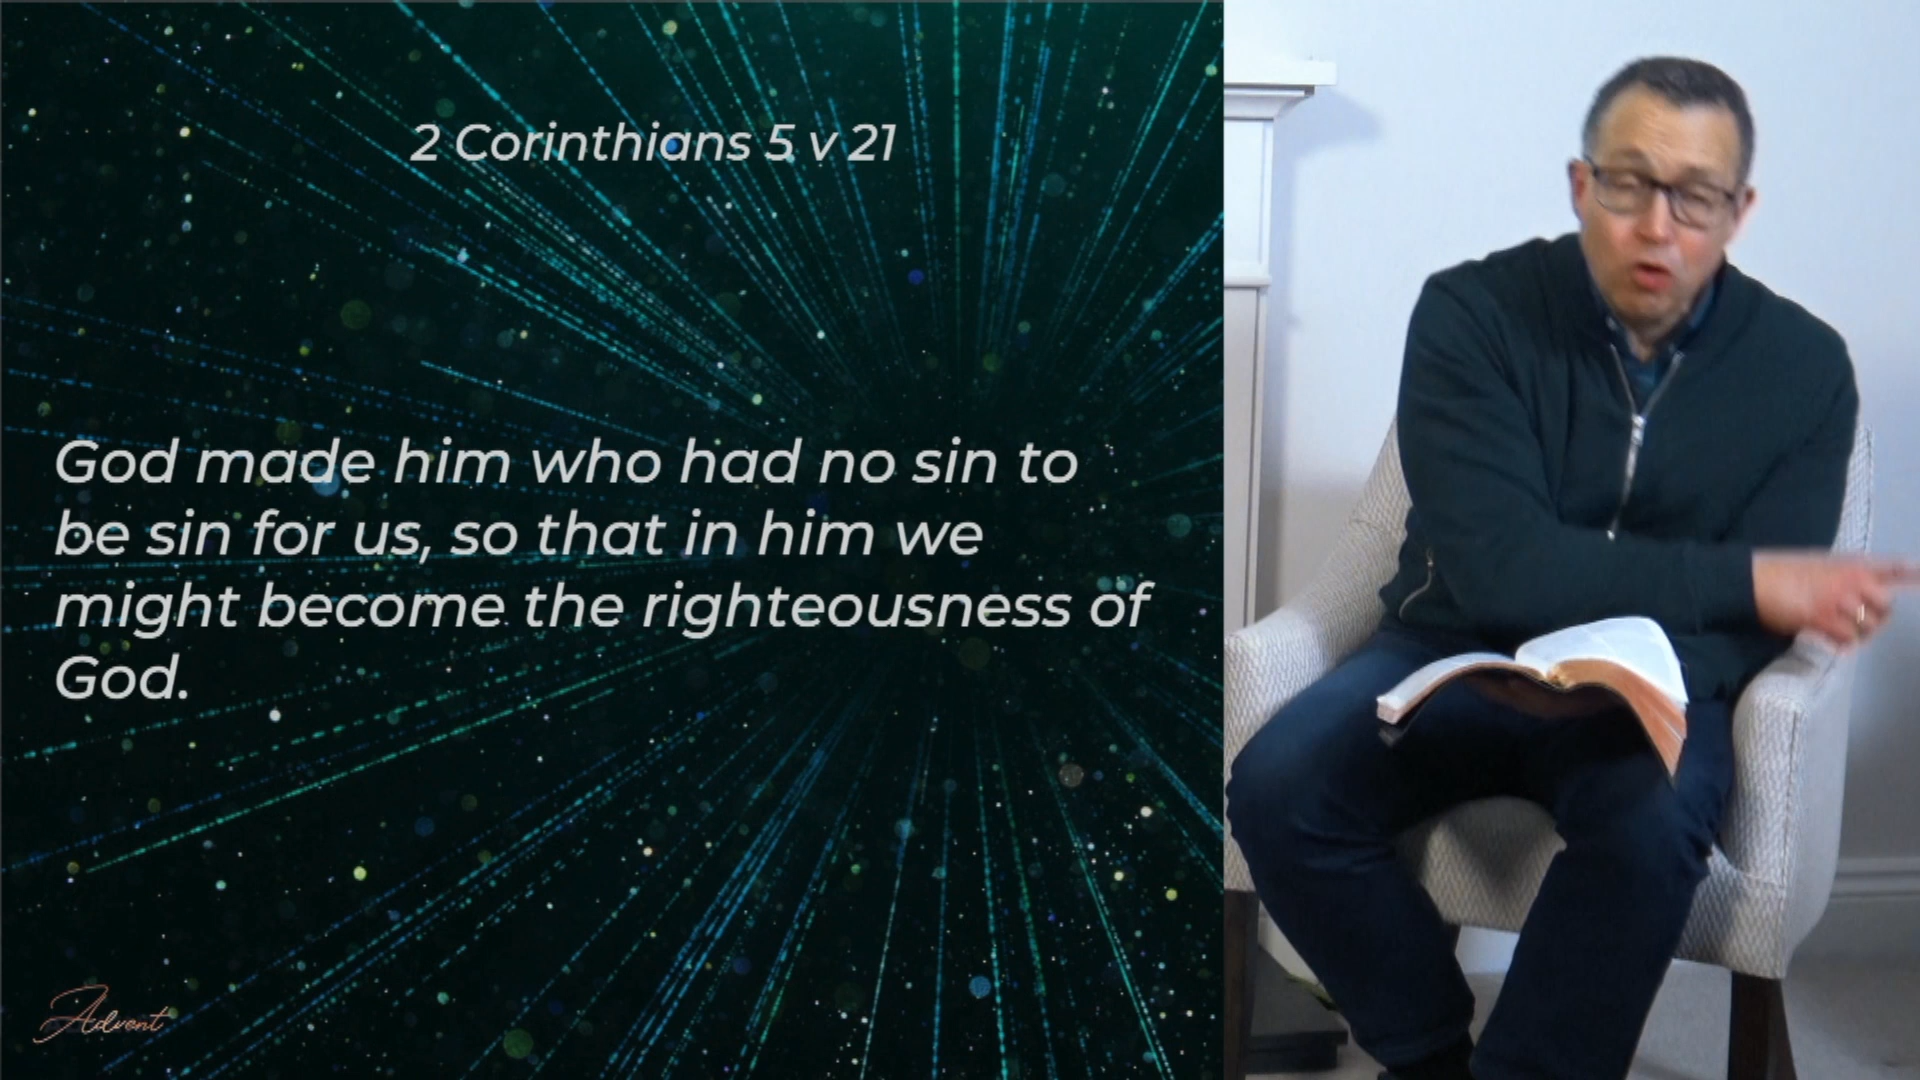 2 Corinthians 5 v 21
God made him who had no sin to
be sin for us, so that in him we
might become the righteousness of
God.
Advent